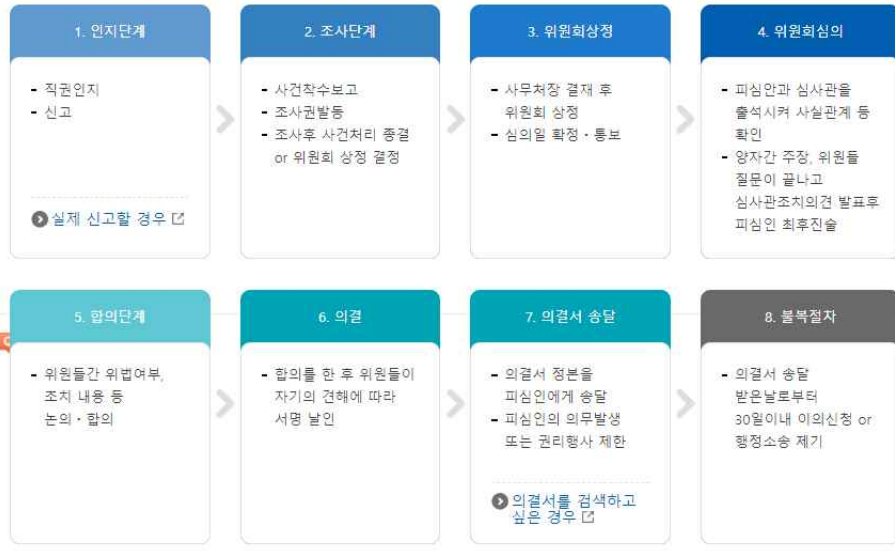 1. 인지단계
- 직권인지
- 신고
실제 신고할 경우
2. 조사단계
- 사건착수보고
- 조사권발동
- 조사후 사건처리 종결
or 위원회 상정 결정
3. 위원회상정
- 사무처장 결재 후
위원회 상정
- 심의일 확정・통보
4. 위원회심의
- 피심안과 심사관을
출석시켜 사실관계 등
확인
- 양자간 주장, 위원들
질문이 끝나고
심사관조치의견 발표후
피심인 최후진술
5. 합의단계
- 위원들간 위법여부,
조치 내용 등
논의・합의
6. 의결
- 합의를 한 후 위원들이
자기의 견해에 따라
서명 날인
7. 의결서 송달
- 의결서 정본을
피심인에게 송달
- 피심인의 의무발생
또는 권리행사 제한
의결서를 검색하고
싶은 경우
8. 불복절차
- 의결서 송달
받은날로부터
30일이내 이의신청 or
행정소송 제기